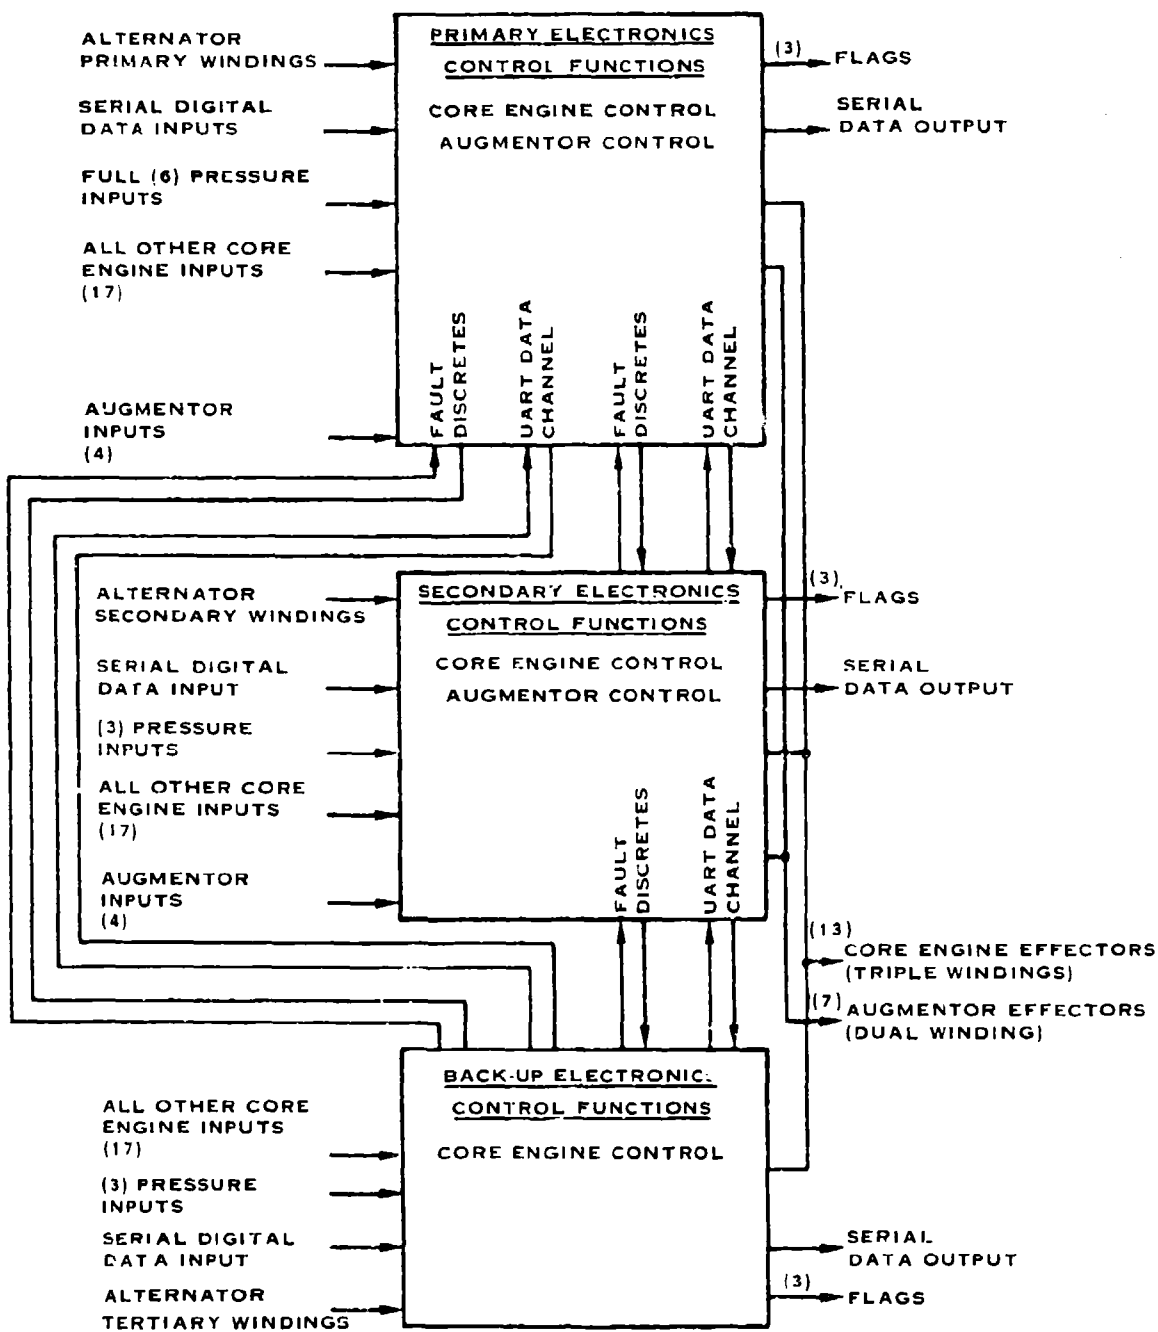 PRIMARY ELECTRONICS
CONTROL FUNCTIONS
CORE ENGINE CONTROL
AUGMENTOR CONTROL
ALTERNATOR
PRIMARY WINDINGS
SERIAL DIGITAL
DATA INPUTS
FULL (6) PRESSURE
INPUTS
ALL OTHER CORE
ENGINE INPUTS
(17)
AUGMENTOR
INPUTS
(4)
(3)
FLAGS
SERIAL
DATA OUTPUT
FAULT
DISCRETES
UART DATA
CHANNEL
FAULT
DISCRETES
UART DATA
CHANNEL
SECONDARY ELECTRONICS
CONTROL FUNCTIONS
CORE ENGINE CONTROL
AUGMENTOR CONTROL
ALTERNATOR
SECONDARY WINDINGS
SERIAL DIGITAL
DATA INPUT
(3) PRESSURE
INPUTS
ALL OTHER CORE
ENGINE INPUTS
(17)
AUGMENTOR
INPUTS
(4)
(3)
FLAGS
SERIAL
DATA OUTPUT
FAULT
DISCRETES
UART DATA
CHANNEL
(13)
CORE ENGINE EFFECTORS
(TRIPLE WINDINGS)
(7)
AUGMENTOR EFFECTORS
(DUAL WINDING)
BACK-UP ELECTRONIC
CONTROL FUNCTIONS
CORE ENGINE CONTROL
ALL OTHER CORE
ENGINE INPUTS
(17)
(3) PRESSURE
INPUTS
SERIAL DIGITAL
DATA INPUT
ALTERNATOR
TERTIARY WINDINGS
SERIAL
DATA OUTPUT
(3)
FLAGS